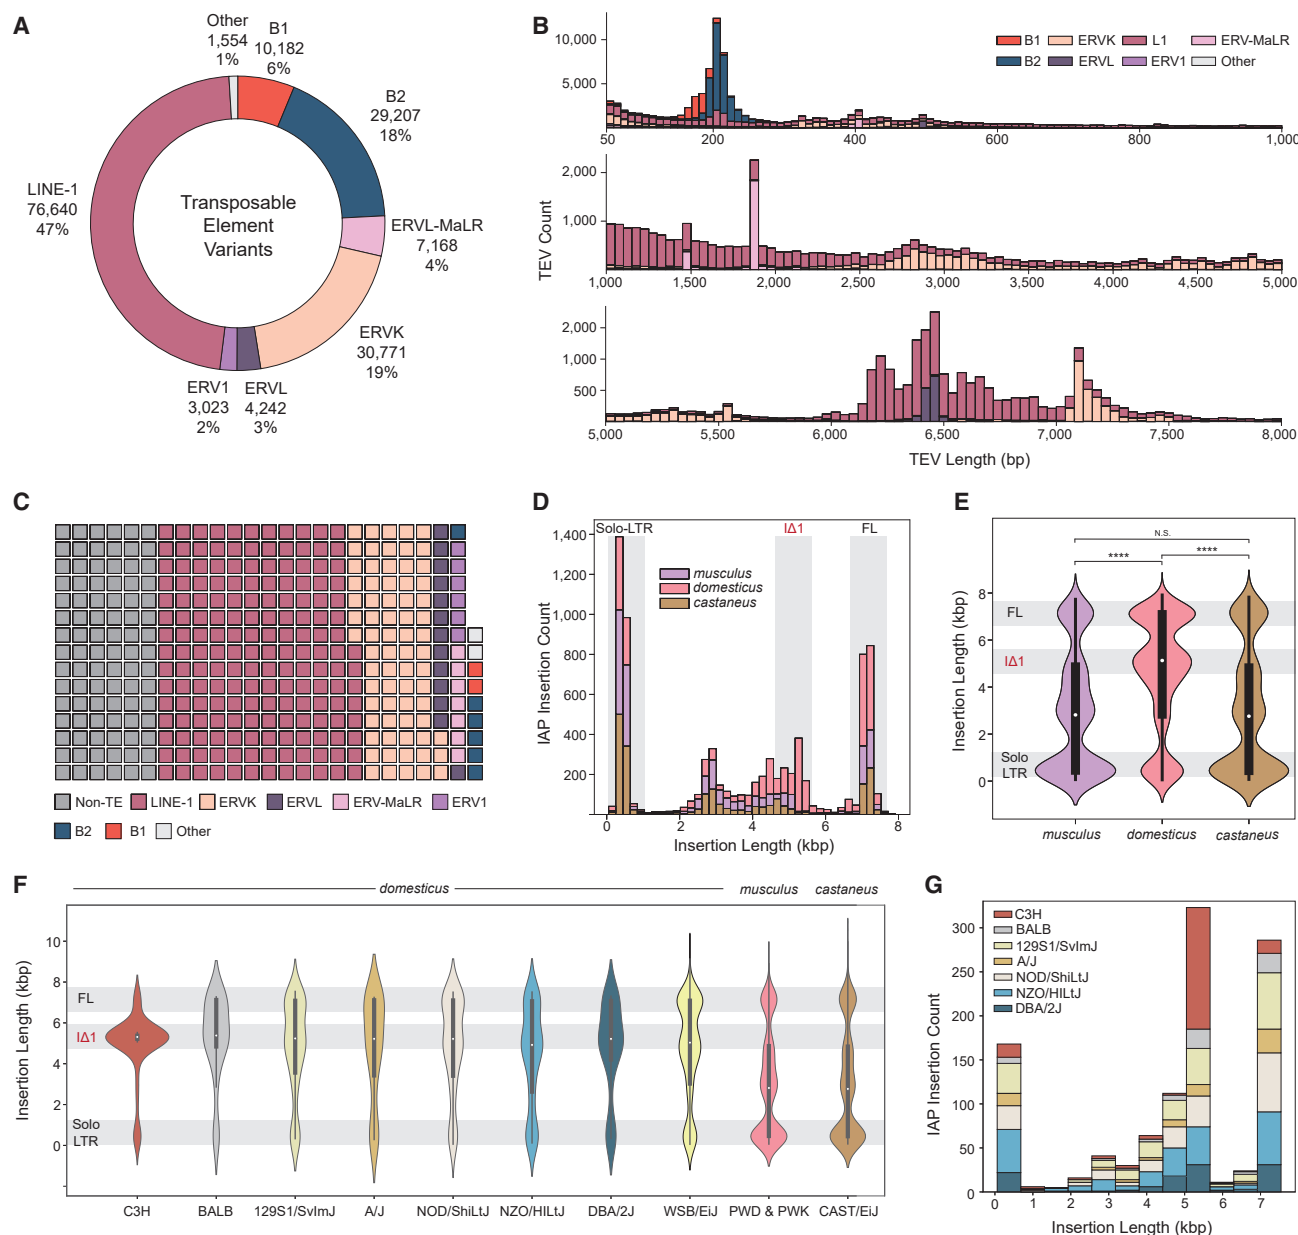 A
Other
1,554
1%
B1
10,182
6%
B2
29,207
18%
ERVL-MaLR
7,168
4%
ERVK
30,771
19%
ERVL
4,242
3%
ERV1
3,023
2%
LINE-1
76,640
47%
Transposable
Element
Variants
B
B1
ERVK
L1
ERV-MaLR
B2
ERVL
ERV1
Other
10,000
5,000
50
200
400
600
800
1,000
2,000
1,000
1,000
1,500
2,000
2,500
3,000
3,500
4,000
4,500
5,000
2,000
1,000
500
5,000
5,500
6,000
6,500
7,000
7,500
8,000
TEV Count
TEV Length (bp)
C
Non-TE
LINE-1
ERVK
ERVL
ERV-MaLR
ERV1
B2
B1
Other
D
Solo-LTR
IΔ1
FL
musculus
domesticus
castaneus
1,400
1,200
1,000
800
600
400
200
0
2
4
6
8
IAP Insertion Count
Insertion Length (kbp)
E
N.S.
****
****
8
6
4
2
0
FL
IΔ1
Solo
LTR
Insertion Length (kbp)
musculus
domesticus
castaneus
F
domesticus
musculus
castaneus
10
8
6
4
2
0
FL
IΔ1
Solo
LTR
Insertion Length (kbp)
C3H
BALB
129S1/SvImJ
A/J
NOD/ShiLtJ
NZO/HILtJ
DBA/2J
WSB/EiJ
PWD & PWK
CAST/EiJ
G
C3H
BALB
129S1/SvImJ
A/J
NOD/ShiLtJ
NZO/HILtJ
DBA/2J
300
250
200
150
100
50
0
0
1
2
3
4
5
6
7
IAP Insertion Count
Insertion Length (kbp)